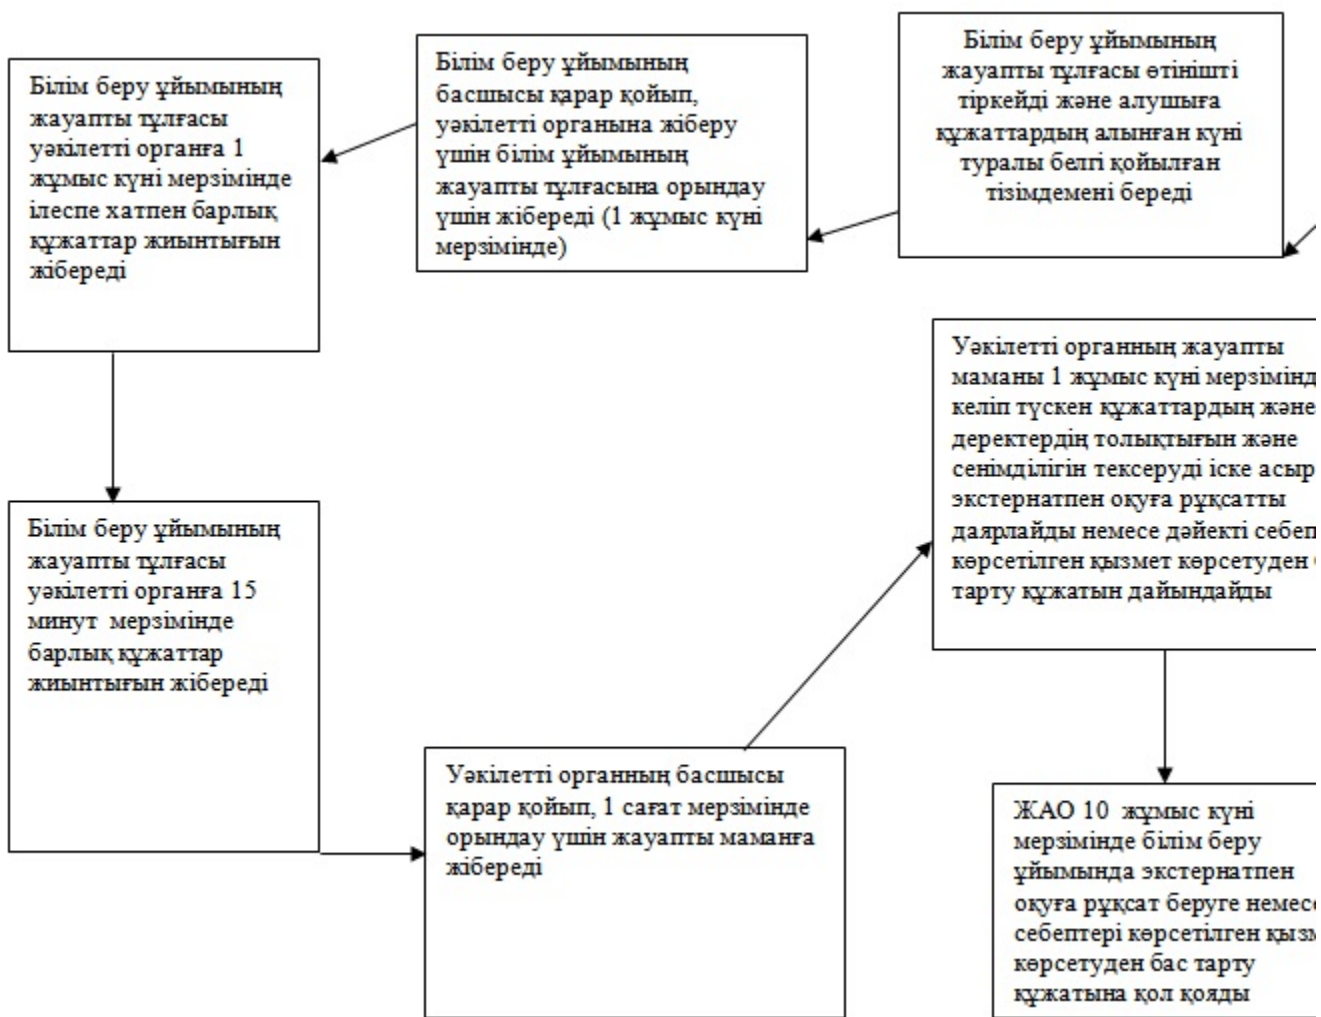 Білім беру ұйымының
жауапты тұлғасы өтінішті
тіркейді және алушыға
құжаттардың алынған күні
туралы белгі қойылған
тізімдемені береді
Білім беру ұйымының
басшысы қарар қойып,
уәкілетті органына жіберу
үшін білім ұйымының
жауапты тұлғасына орындау
үшін жібереді (1 жұмыс күні
мерзімінде)
Білім беру ұйымының
жауапты тұлғасы
уәкілетті органға 1
жұмыс күні мерзімінде
ілеспе хатпен барлық
құжаттар жиынтығын
жібереді
Білім беру ұйымының
жауапты тұлғасы
уәкілетті органға 15
минут мерзімінде
барлық құжаттар
жиынтығын жібереді
Уәкілетті органның басшысы
қарар қойып, 1 сағат мерзімінде
орындау үшін жауапты маманға
жібереді
Уәкілетті органның жауапты
маманы 1 жұмыс күні мерзімінд
келіп түскен құжаттардың және
деректердің толықтығын және
сенімділігін тексеруді іске асыр
экстернатпен оқуға рұқсатты
даярлайды немесе дәйекті себеп
көрсетілген қызмет көрсетуден
тарту құжатын дайындайды
ЖАО 10 жұмыс күні
мерзімінде білім беру
ұйымында экстернатпен
оқуға рұқсат беруге немесе
себептері көрсетілген қызм
көрсетуден бас тарту
құжатына қол қояды